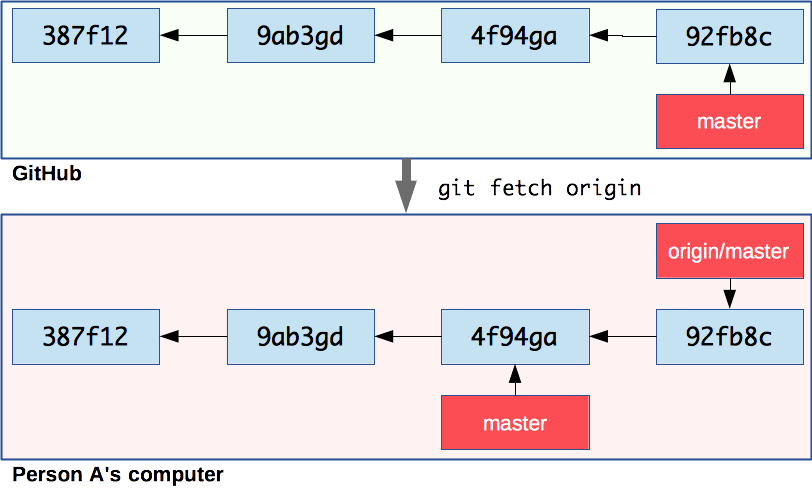 387f12 9ab3gd 4f94ga 92fb8c
master
GitHub
git fetch origin
origin/master
387f12 9ab3gd 4f94ga 92fb8c
master
Person A's computer